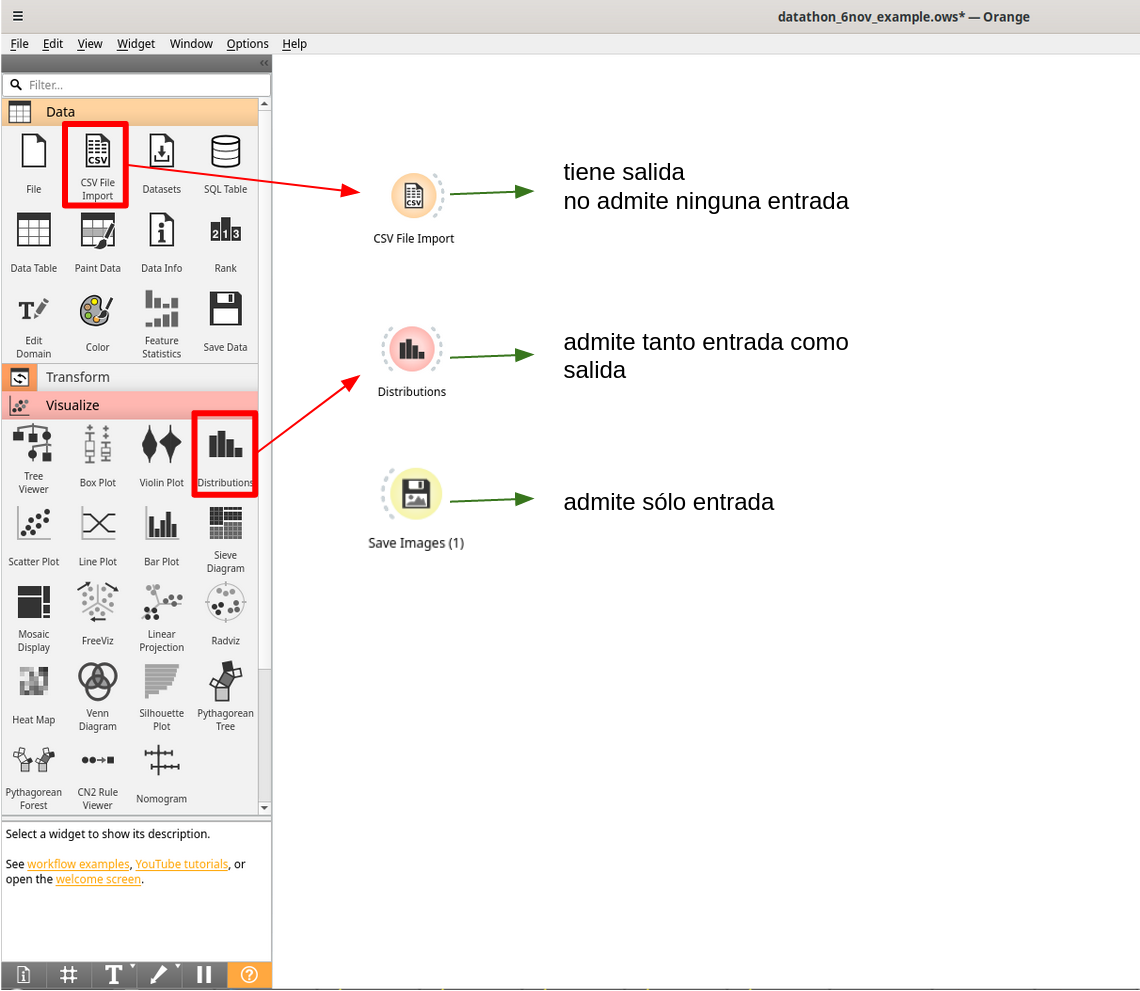 datathon_6nov_example.ows* — Orange
File Edit View Widget Window Options Help
Filter...
Data
File
CSV File
Import
Datasets
SQL Table
Data Table
Paint Data
Data Info
Rank
Edit
Domain
Color
Feature
Statistics
Save Data
Transform
Visualize
Tree
Viewer
Box Plot
Violin Plot
Distributions
Scatter Plot
Line Plot
Bar Plot
Sieve
Diagram
Mosaic
Display
FreeViz
Linear
Projection
Radviz
Heat Map
Venn
Diagram
Silhouette
Plot
Pythagorean
Tree
Pythagorean
Forest
CN2 Rule
Viewer
Nomogram
Select a widget to show its description.
See workflow examples, YouTube tutorials, or
open the welcome screen.
CSV File Import
tiene salida
no admite ninguna entrada
Distributions
admite tanto entrada como
salida
Save Images (1)
admite sólo entrada